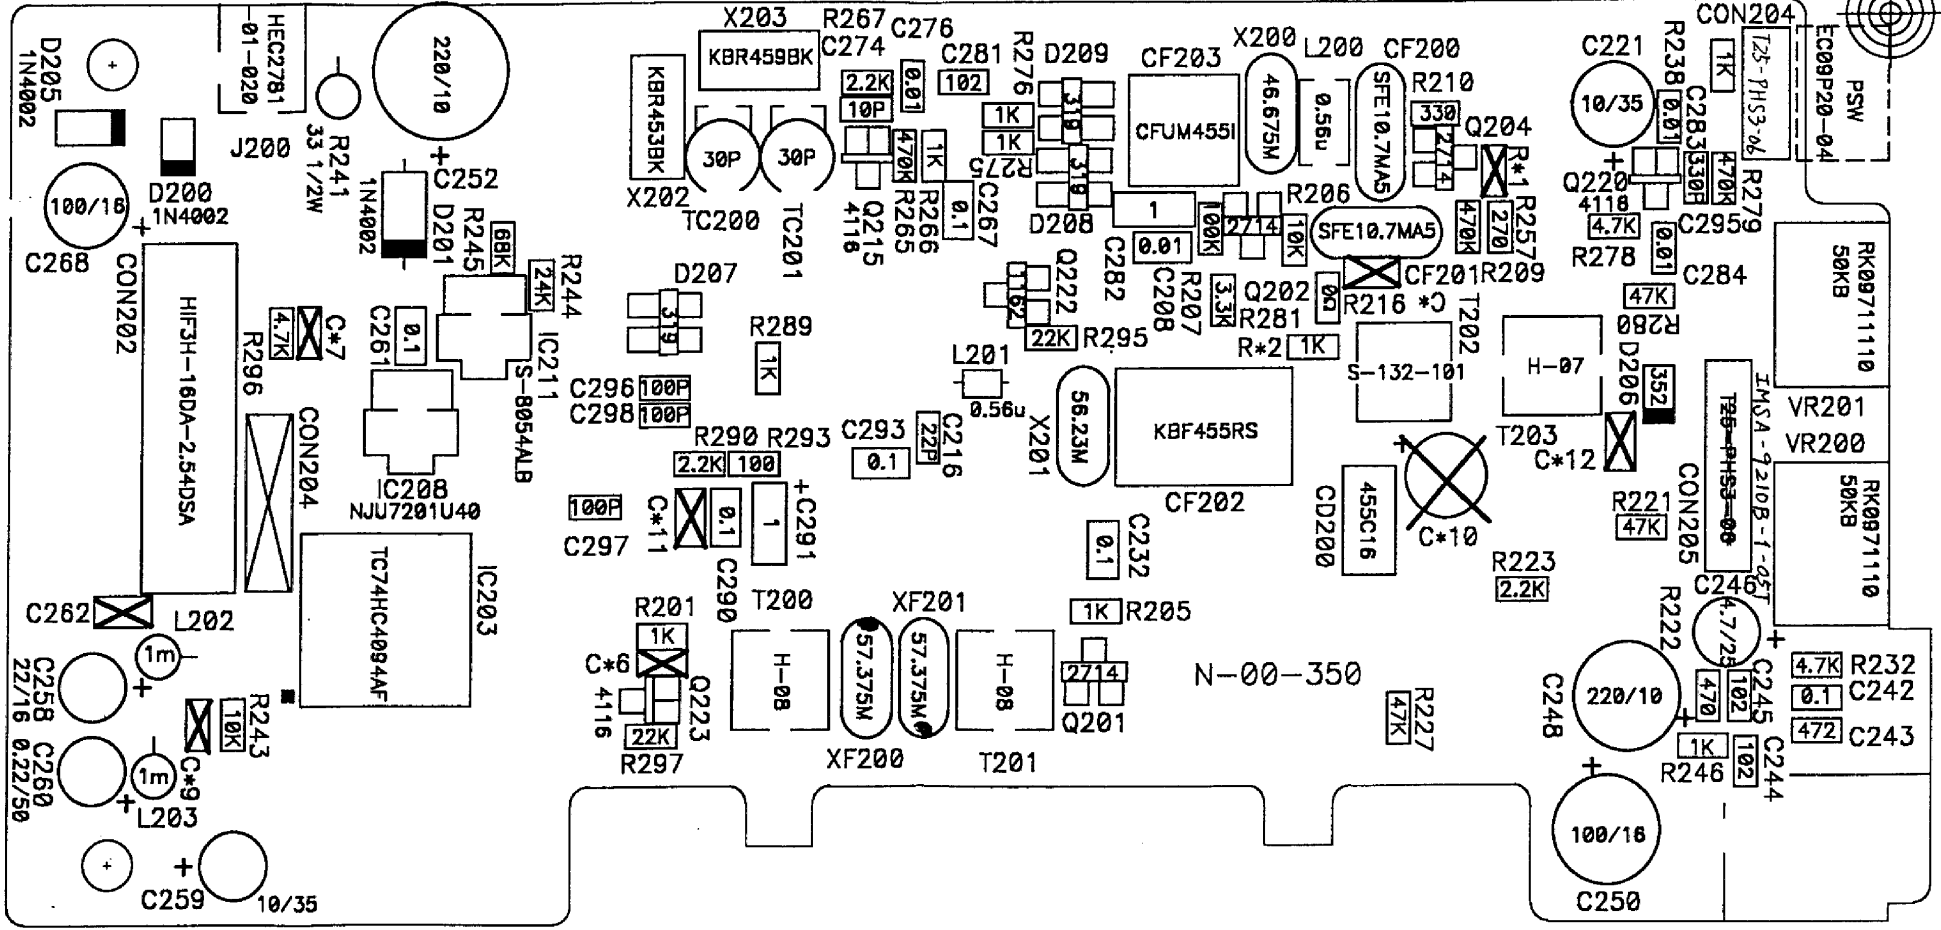 D205
1N4002
HEC2781
-01-020
J200
220/10
+
C252
33 1/2W
R241
D200
1N4002
100/16
+
C268
1N4002
D201
R245
68K
24K
R244
CON202
HIF3H-16DA-2.54DSA
R296
4.7K
C*7
C261
0.1
IC211
S-8054ALB
CON204
IC208
NJU7201U40
TC74HC4094AF
IC203
C262
L202
1m
C258
22/16
+
C260
0.22/50
+
1m
L203
C*9
10K
R243
+
C259
10/35
X203
KBR459BK
KBR453BK
X202
30P
30P
TC200
TC201
R267
C274
2.2K
10P
C276
0.01
C281
102
R276
1K
1K
R275
D209
319
319
D208
4116
Q215
470K
R265
1K
R266
0.1
C267
CF203
CFUM455I
X200
46.675M
L200
0.56u
CF200
SFE10.7MA5
R210
330
2714
Q204
R*1
1
C282
0.01
C208
100K
R207
2714
R206
10K
SFE10.7MA5
CF201
470K
270
R257
R209
3.3K
Q202
0Ω
R216
C*
R281
R*2
1K
1162
Q222
22K
R295
D207
319
R289
1K
C296
100P
C298
100P
R290
2.2K
R293
100
C293
0.1
C216
22P
L201
0.56u
X201
56.23M
KBF455RS
CF202
T202
S-132-101
H-07
T203
CD200
455C16
+
C*10
100P
C297
C*11
0.1
C290
1
+
C291
R201
1K
C*6
4116
Q223
22K
R297
T200
H-08
XF201
57.375M
57.375M
XF200
H-08
T201
C232
0.1
1K
R205
2714
Q201
N-00-350
47K
R227
R223
2.2K
C221
10/35
+
R238
0.01
C283
1K
CON204
T25-PHS3-06
EC09P20-04
PSW
Q220
4118
330P
C295
470K
R279
4.7K
R278
0.01
C284
47K
R280
D206
352
C*12
RK0971110
50KB
VR201
VR200
RK0971110
50KB
IMSA-9210B-1-05T
T25-PHS3-06
CON205
R221
47K
C246
4.7/25
+
R222
C248
220/10
+
470
102
C245
1K
R246
102
C244
4.7K
R232
0.1
C242
472
C243
+
100/16
C250